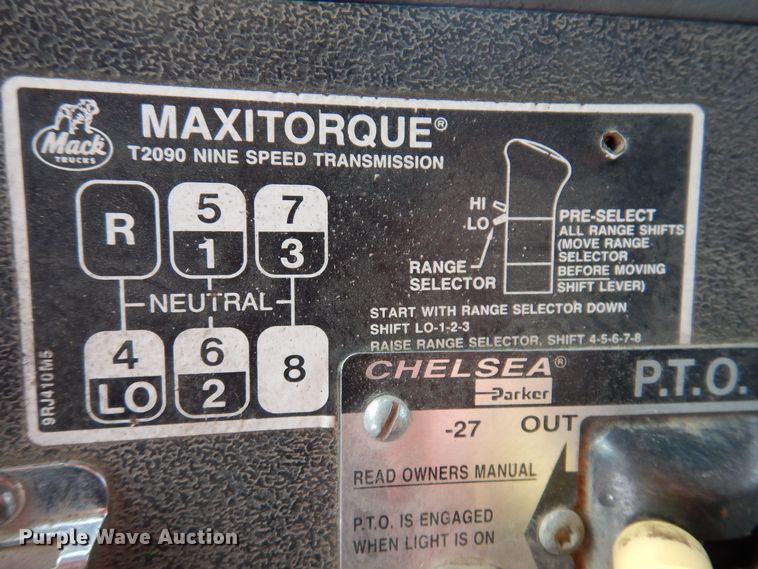 Mack
TRUCKS
MAXITORQUE®
T2090 NINE SPEED TRANSMISSION
R 5 7
1 3
NEUTRAL
4 6 8
LO 2
9RJ410M5
HI
LO
RANGE
SELECTOR
PRE-SELECT
ALL RANGE SHIFTS
(MOVE RANGE
SELECTOR
BEFORE MOVING
SHIFT LEVER)
START WITH RANGE SELECTOR DOWN
SHIFT LO-1-2-3
RAISE RANGE SELECTOR, SHIFT 4-5-6-7-8
CHELSEA®
Parker
P.T.O.
-27 OUT
READ OWNERS MANUAL
P.T.O. IS ENGAGED
WHEN LIGHT IS ON
Purple Wave Auction